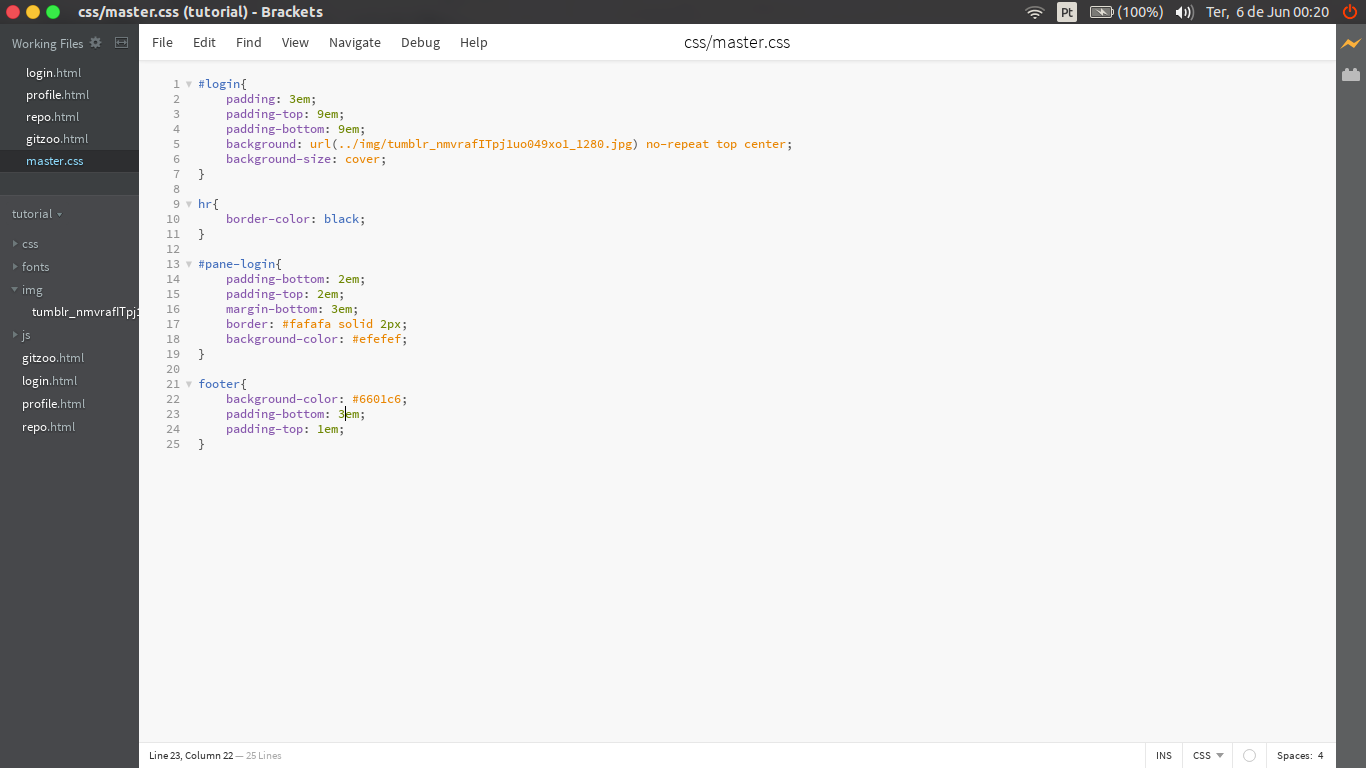 css/master.css (tutorial) - Brackets
Pt (100%) Ter, 6 de Jun 00:20
Working Files
File Edit Find View Navigate Debug Help
css/master.css
login.html
profile.html
repo.html
gitzoo.html
master.css
tutorial
css
fonts
img
tumblr_nmvrafITpj1
js
gitzoo.html
login.html
profile.html
repo.html
1 #login{
2 padding: 3em;
3 padding-top: 9em;
4 padding-bottom: 9em;
5 background: url(../img/tumblr_nmvrafITpj1uo049xo1_1280.jpg) no-repeat top center;
6 background-size: cover;
7 }
8
9 hr{
10 border-color: black;
11 }
12
13 #pane-login{
14 padding-bottom: 2em;
15 padding-top: 2em;
16 margin-bottom: 3em;
17 border: #fafafa solid 2px;
18 background-color: #efefef;
19 }
20
21 footer{
22 background-color: #6601c6;
23 padding-bottom: 3em;
24 padding-top: 1em;
25 }
Line 23, Column 22 — 25 Lines
INS CSS Spaces: 4